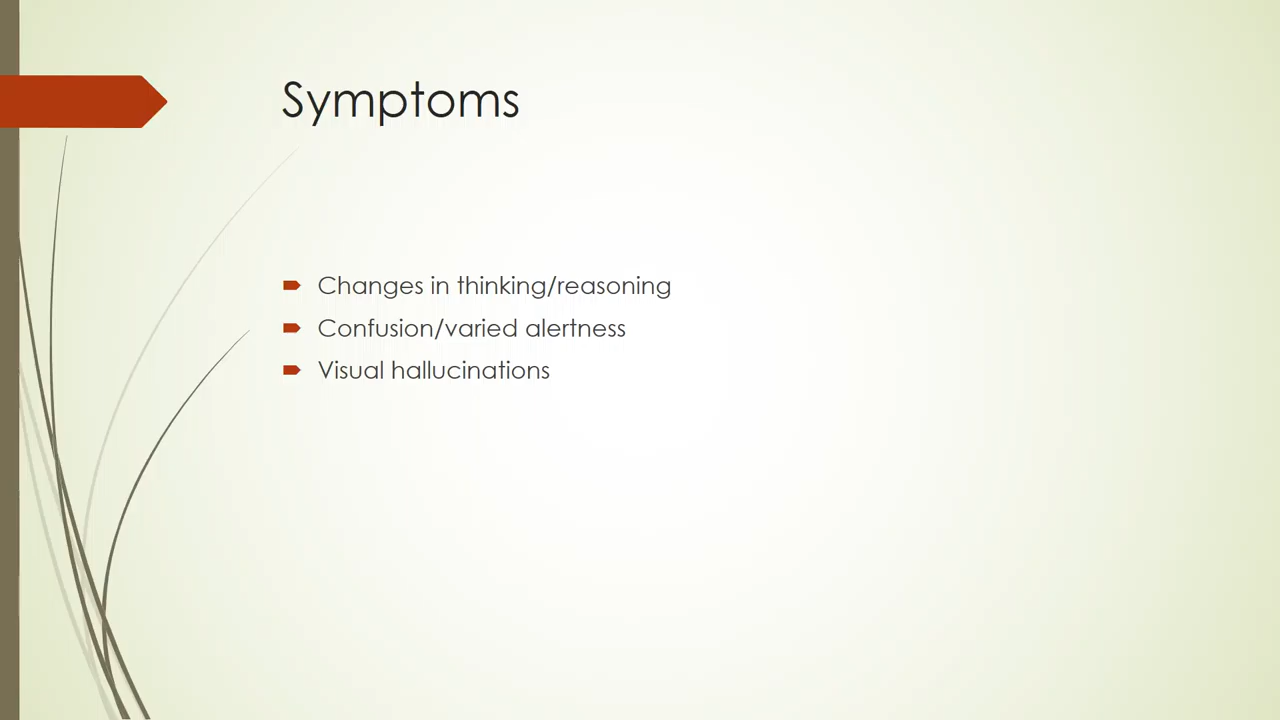 Symptoms
Changes in thinking/reasoning
Confusion/varied alertness
Visual hallucinations